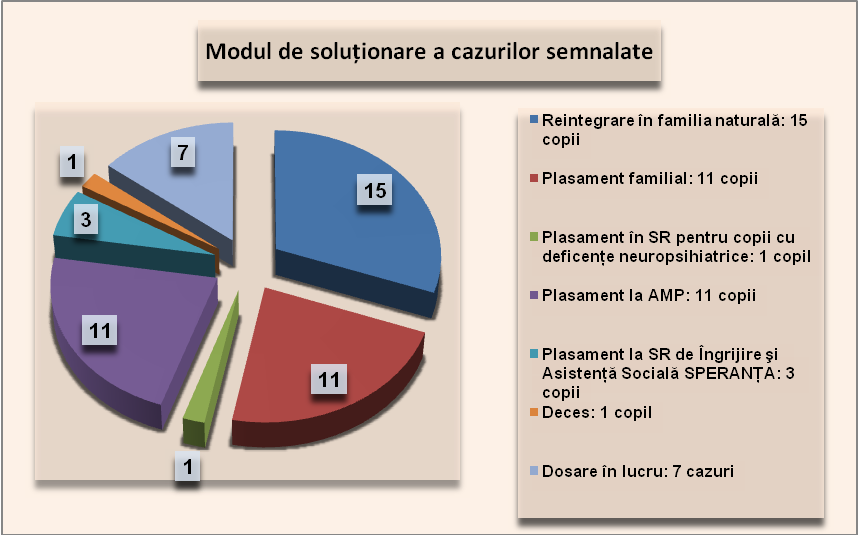 Modul de soluționare a cazurilor semnalate
7
1
15
3
11
11
1
Reintegrare în familia naturală: 15
copii
Plasament familial: 11 copii
Plasament în SR pentru copii cu
deficențe neuropsihiatrice: 1 copil
Plasament la AMP: 11 copii
Plasament la SR de Îngrijire şi
Asistență Socială SPERANȚA: 3
copii
Deces: 1 copil
Dosare în lucru: 7 cazuri